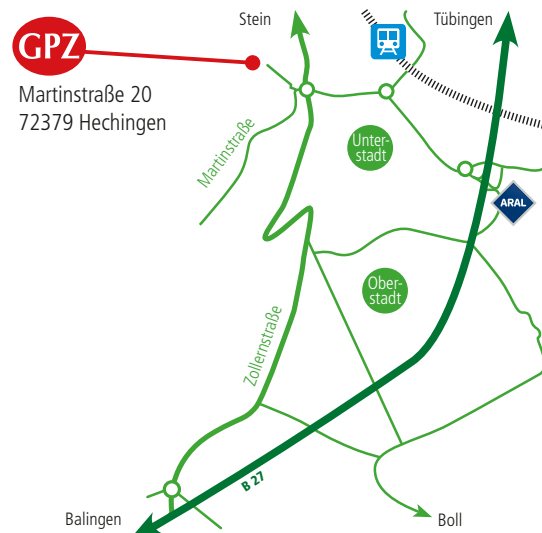 Stein
Tübingen
GPZ
Martinstraße 20
72379 Hechingen
Martinstraße
Unter-
stadt
ARAL
Ober-
stadt
Zollernstraße
B 27
Balingen
Boll